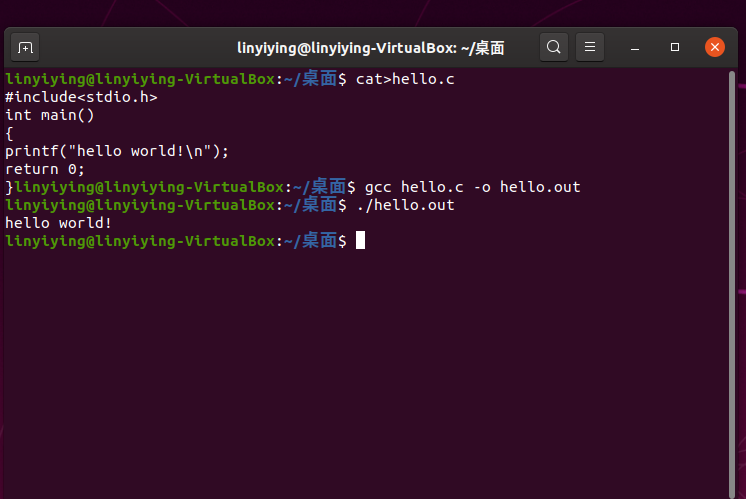 linyiying@linyiying-VirtualBox: ~/桌面
linyiying@linyiying-VirtualBox:~/桌面$ cat>hello.c
#include<stdio.h>
int main()
{
printf("hello world!\n");
return 0;
}linyiying@linyiying-VirtualBox:~/桌面$ gcc hello.c -o hello.out
linyiying@linyiying-VirtualBox:~/桌面$ ./hello.out
hello world!
linyiying@linyiying-VirtualBox:~/桌面$